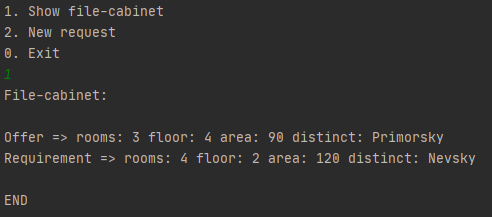 1. Show file-cabinet
2. New request
0. Exit
1
File-cabinet:
Offer => rooms: 3 floor: 4 area: 90 distinct: Primorsky
Requirement => rooms: 4 floor: 2 area: 120 distinct: Nevsky
END